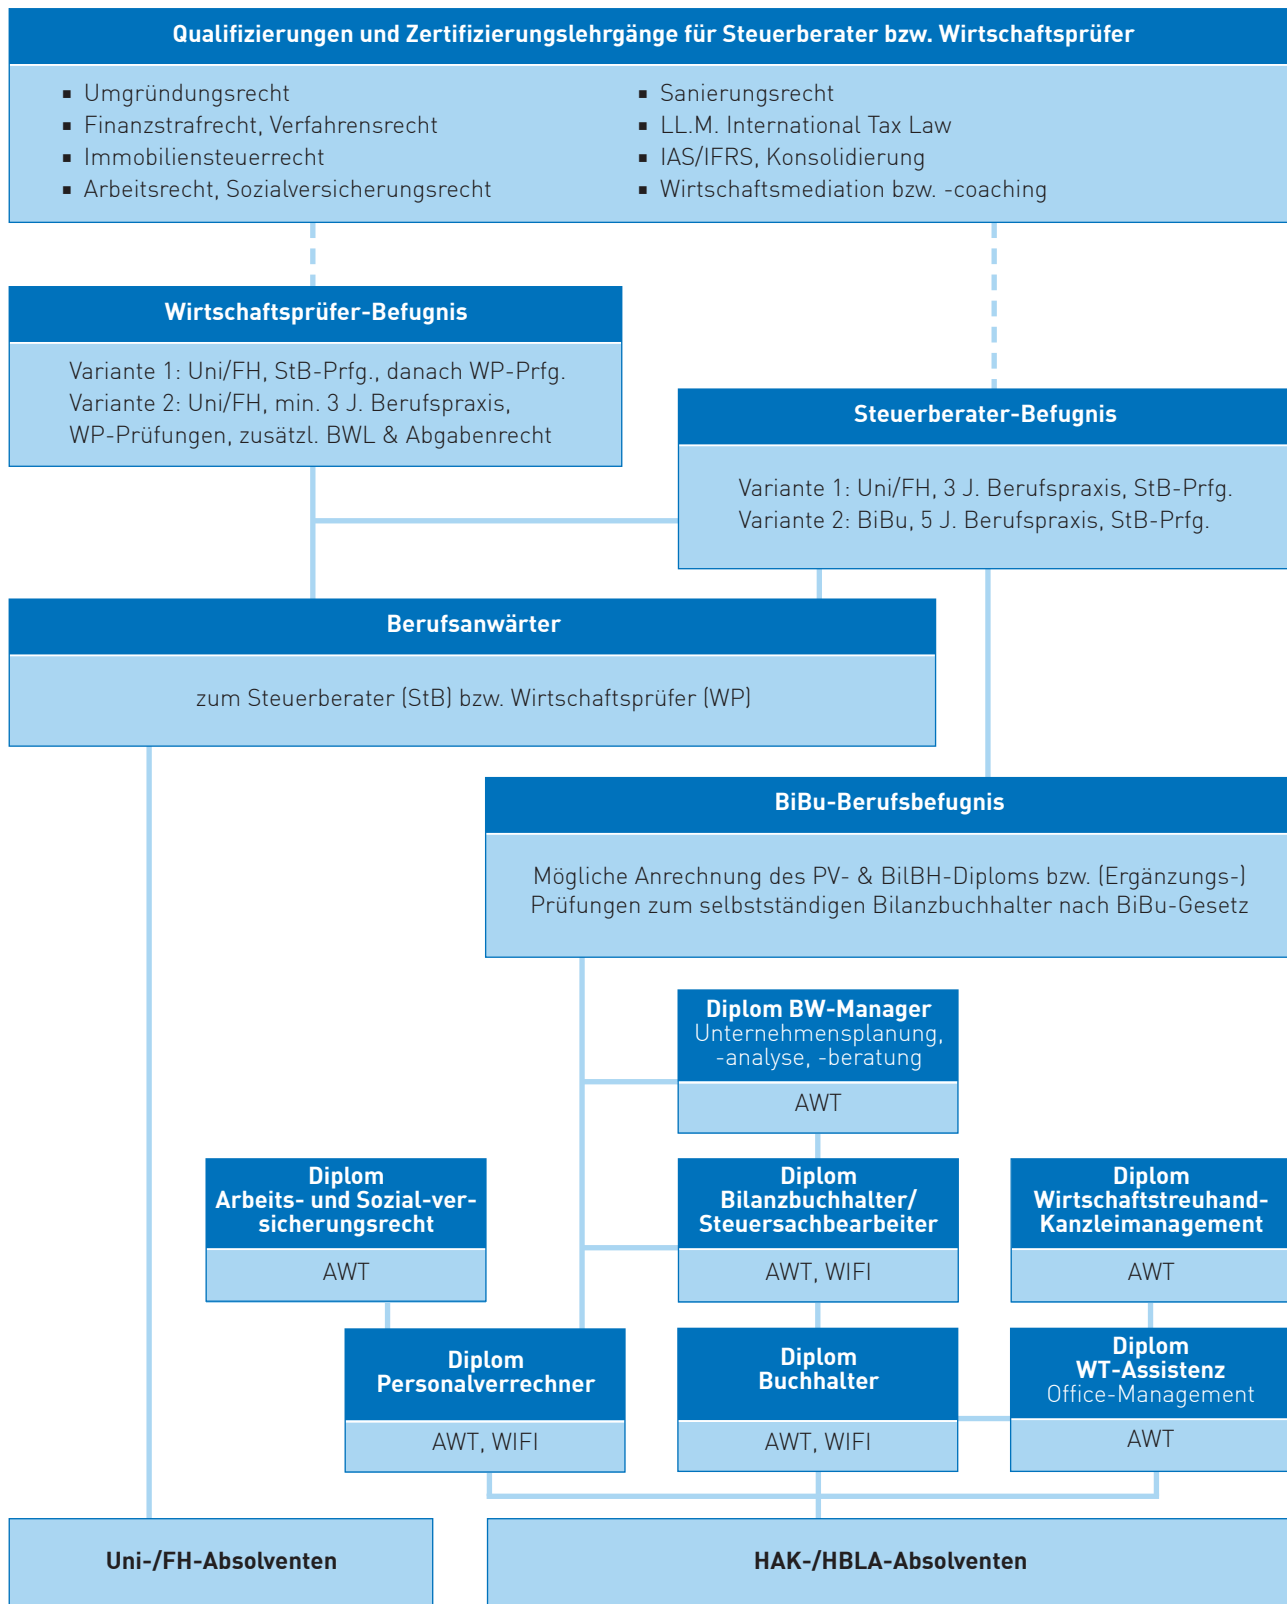 Qualifizierungen und Zertifizierungslehrgänge für Steuerberater bzw. Wirtschaftsprüfer
▪ Umgründungsrecht
▪ Finanzstrafrecht, Verfahrensrecht
▪ Immobiliensteuerrecht
▪ Arbeitsrecht, Sozialversicherungsrecht
▪ Sanierungsrecht
▪ LL.M. International Tax Law
▪ IAS/IFRS, Konsolidierung
▪ Wirtschaftsmediation bzw. -coaching
Wirtschaftsprüfer-Befugnis
Variante 1: Uni/FH, StB-Prfg., danach WP-Prfg.
Variante 2: Uni/FH, min. 3 J. Berufspraxis,
WP-Prüfungen, zusätzl. BWL & Abgabenrecht
Steuerberater-Befugnis
Variante 1: Uni/FH, 3 J. Berufspraxis, StB-Prfg.
Variante 2: BiBu, 5 J. Berufspraxis, StB-Prfg.
Berufsanwärter
zum Steuerberater (StB) bzw. Wirtschaftsprüfer (WP)
BiBu-Berufsbefugnis
Mögliche Anrechnung des PV- & BilBH-Diploms bzw. (Ergänzungs-)
Prüfungen zum selbstständigen Bilanzbuchhalter nach BiBu-Gesetz
Diplom BW-Manager
Unternehmensplanung,
-analyse, -beratung
AWT
Diplom
Arbeits- und Sozial-ver-
sicherungsrecht
AWT
Diplom
Bilanzbuchhalter/
Steuersachbearbeiter
AWT, WIFI
Diplom
Wirtschaftstreuhand-
Kanzleimanagement
AWT
Diplom
Personalverrechner
AWT, WIFI
Diplom
Buchhalter
AWT, WIFI
Diplom
WT-Assistenz
Office-Management
AWT
Uni-/FH-Absolventen
HAK-/HBLA-Absolventen